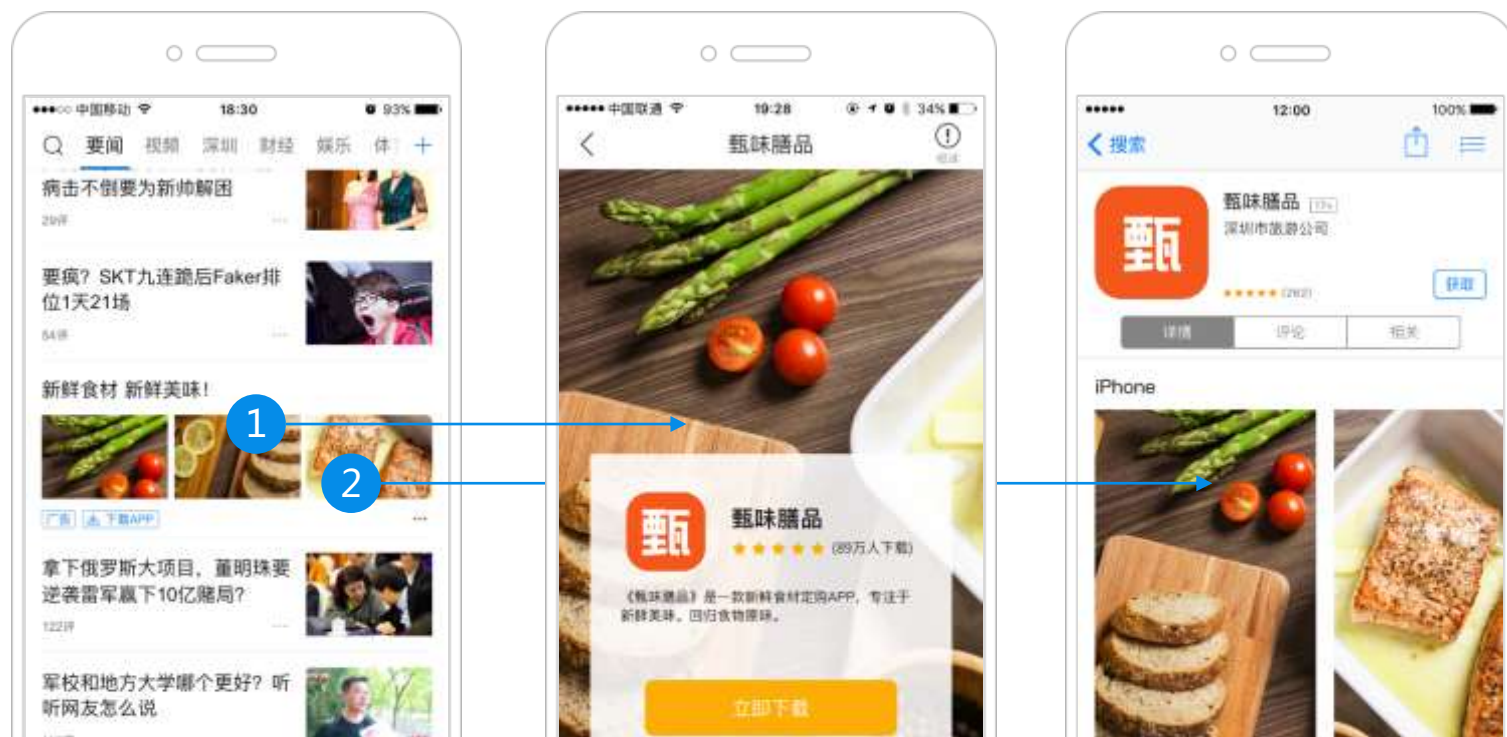 中国移动
18:30
93%
要闻 视频 深圳 财经 娱乐 体
病击不倒要为新帅解困
29评
要疯？SKT九连跪后Faker排
位1天21场
54评
新鲜食材 新鲜美味！
1
2
广告 下载APP
拿下俄罗斯大项目，董明珠要
逆袭雷军赢下10亿赌局？
122评
军校和地方大学哪个更好？听
听网友怎么说
中国联通
19:28
34%
甄味膳品
甄
甄味膳品
(89万人下载)
《甄味膳品》是一款新鲜食材定购APP，专注于
新鲜美味，回归食物原味。
立即下载
12:00
100%
搜索
甄
甄味膳品 17+
深圳市旅游公司
(262)
获取
详情 评论 相关
iPhone